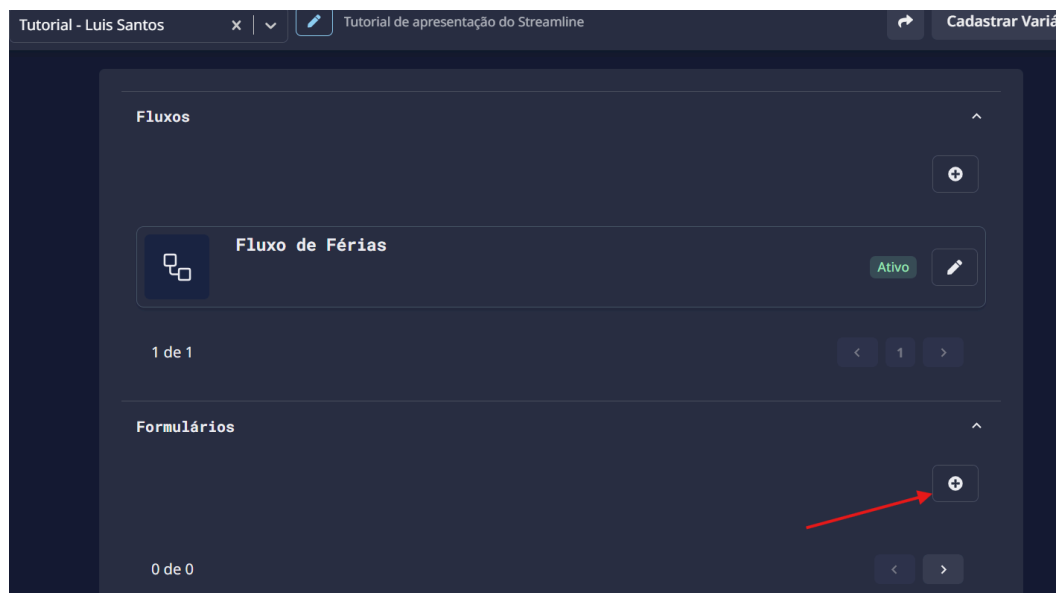 Tutorial - Luis Santos
Tutorial de apresentação do Streamline
Cadastrar Variá
Fluxos
Fluxo de Férias
Ativo
1 de 1
1
Formulários
0 de 0